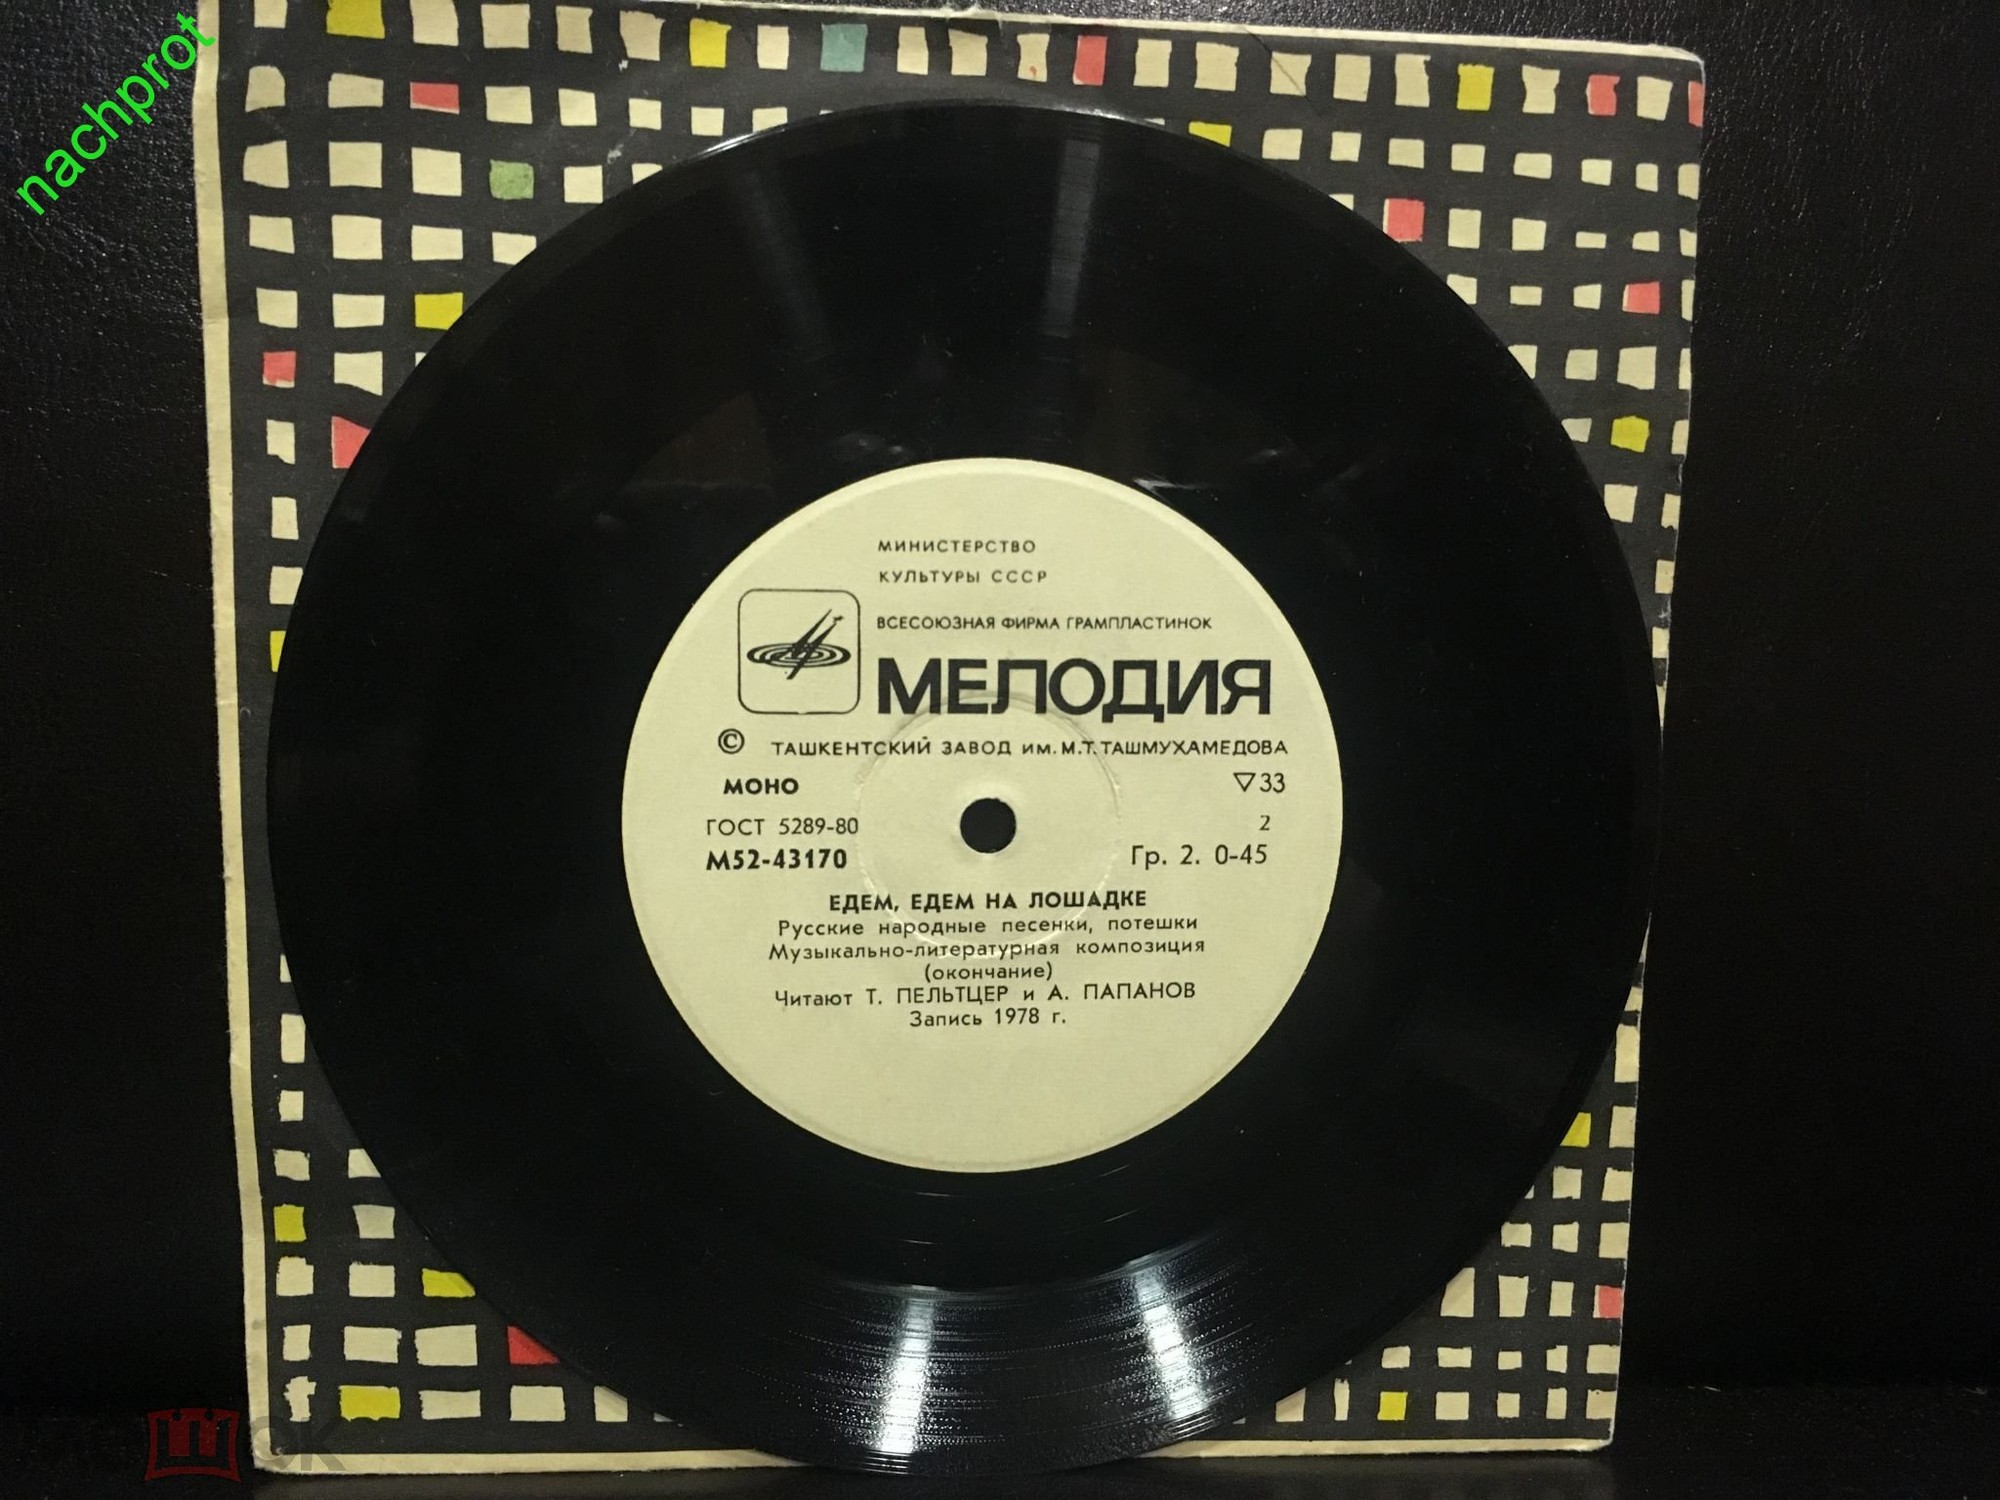 nachprot
МИНИСТЕРСТВО
КУЛЬТУРЫ СССР
ВСЕСОЮЗНАЯ ФИРМА ГРАМПЛАСТИНОК
МЕЛОДИЯ
© ТАШКЕНТСКИЙ ЗАВОД им. М.Т. ТАШМУХАМЕДОВА
МОНО ▽33
ГОСТ 5289-80 2
М52-43170 Гр. 2. 0-45
ЕДЕМ, ЕДЕМ НА ЛОШАДКЕ
Русские народные песенки, потешки
Музыкально-литературная композиция
(окончание)
Читают Т. ПЕЛЬТЦЕР и А. ПАПАНОВ
Запись 1978 г.